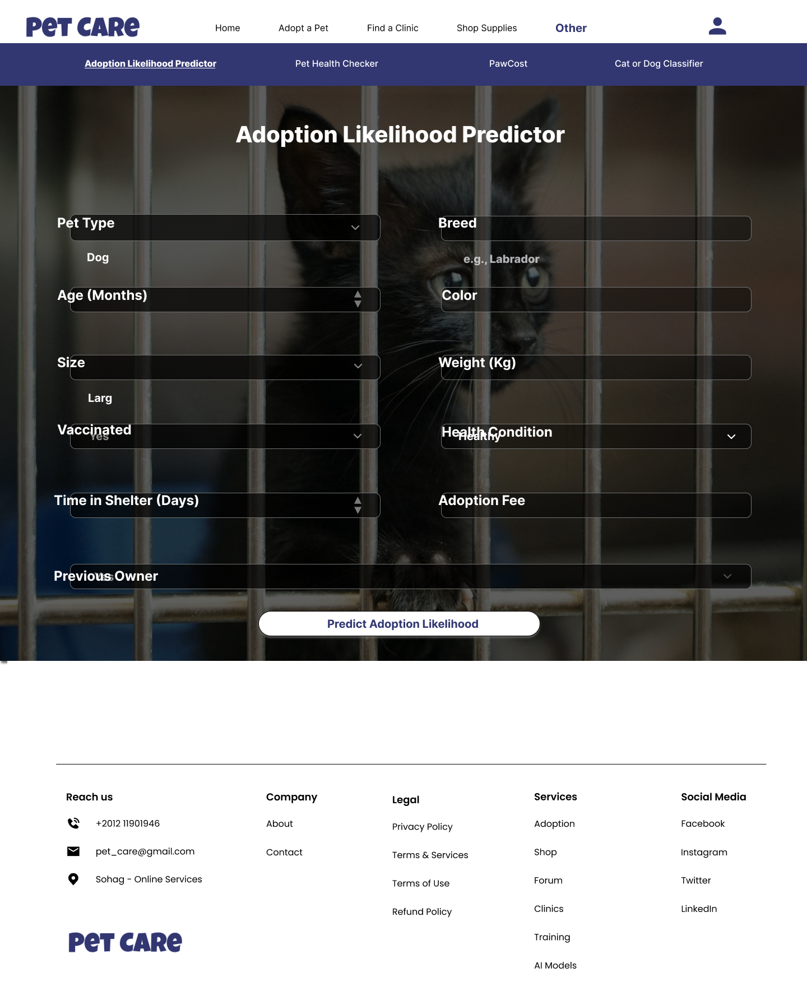 PeT CARe
Home Adopt a Pet Find a Clinic Shop Supplies Other
Adoption Likelihood Predictor Pet Health Checker PawCost Cat or Dog Classifier
Adoption Likelihood Predictor
Pet Type Breed
Dog e.g., Labrador
Age (Months) Color
Size Weight (Kg)
Larg
Vaccinated Health Condition
Yes Healthy
Time in Shelter (Days) Adoption Fee
Previous Owner
Yes
Predict Adoption Likelihood
Reach us Company Legal Services Social Media
+2012 11901946 About Privacy Policy Adoption Facebook
pet_care@gmail.com Contact Terms & Services Shop Instagram
Sohag - Online Services Terms of Use Forum Twitter
Refund Policy Clinics LinkedIn
PeT CARe Training
AI Models